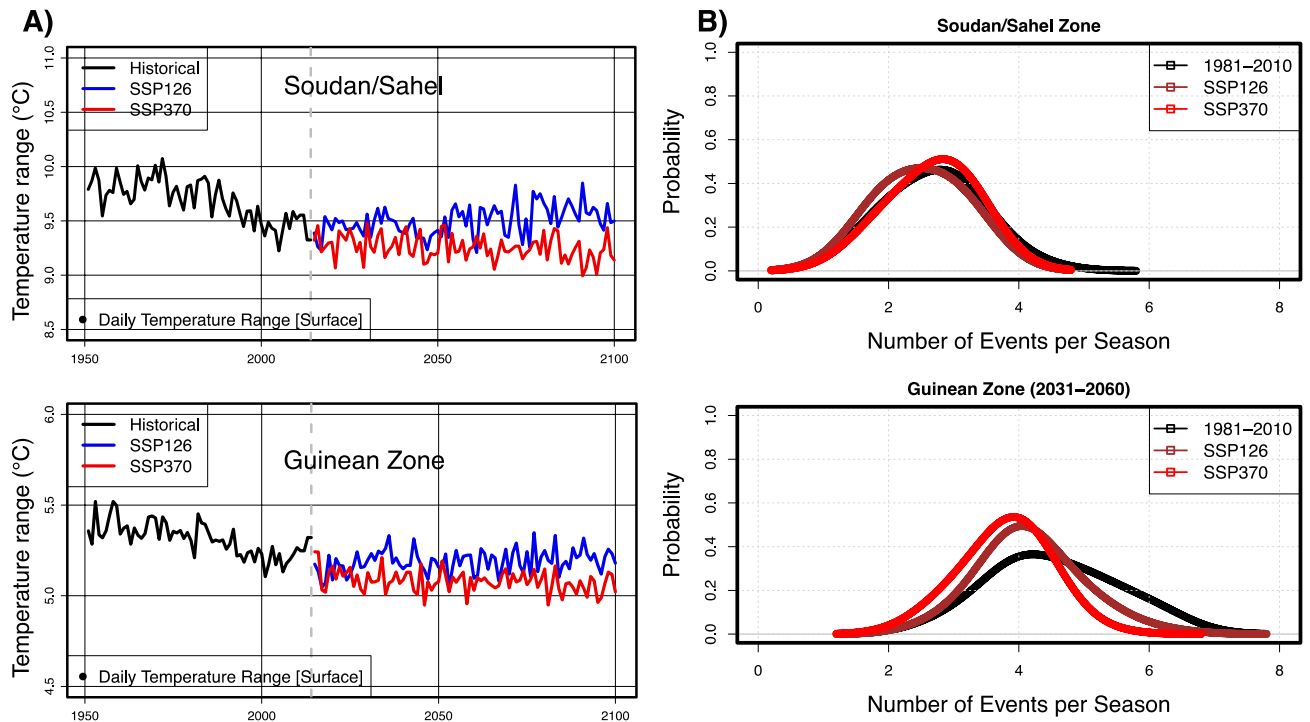 A)
Temperature range (°C)
11.0
10.5
10.0
9.5
9.0
8.5
Historical
SSP126
SSP370
Soudan/Sahel
Daily Temperature Range [Surface]
1950
2000
2050
2100
Temperature range (°C)
6.0
5.5
5.0
4.5
Historical
SSP126
SSP370
Guinean Zone
Daily Temperature Range [Surface]
1950
2000
2050
2100
B)
Soudan/Sahel Zone
Probability
1.0
0.8
0.6
0.4
0.2
0.0
1981−2010
SSP126
SSP370
0
2
4
6
8
Number of Events per Season
Guinean Zone (2031−2060)
Probability
1.0
0.8
0.6
0.4
0.2
0.0
1981−2010
SSP126
SSP370
0
2
4
6
8
Number of Events per Season